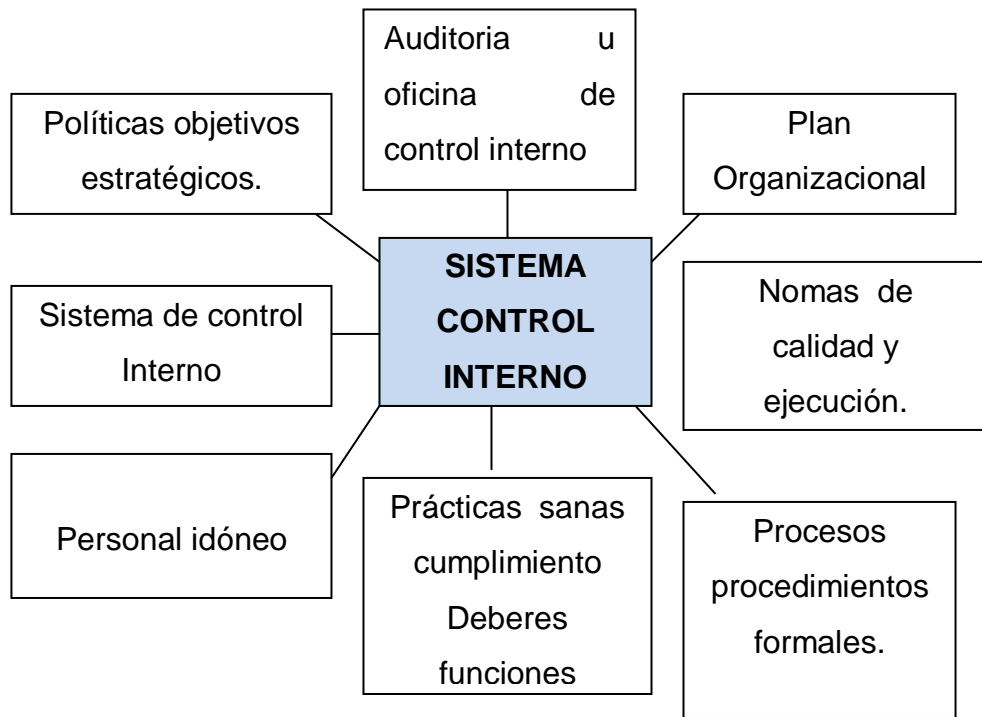 Auditoria u
oficina de
control interno
Políticas objetivos
estratégicos.
Plan
Organizacional
SISTEMA
CONTROL
INTERNO
Sistema de control
Interno
Nomas de
calidad y
ejecución.
Personal idóneo
Prácticas sanas
cumplimiento
Deberes
funciones
Procesos
procedimientos
formales.